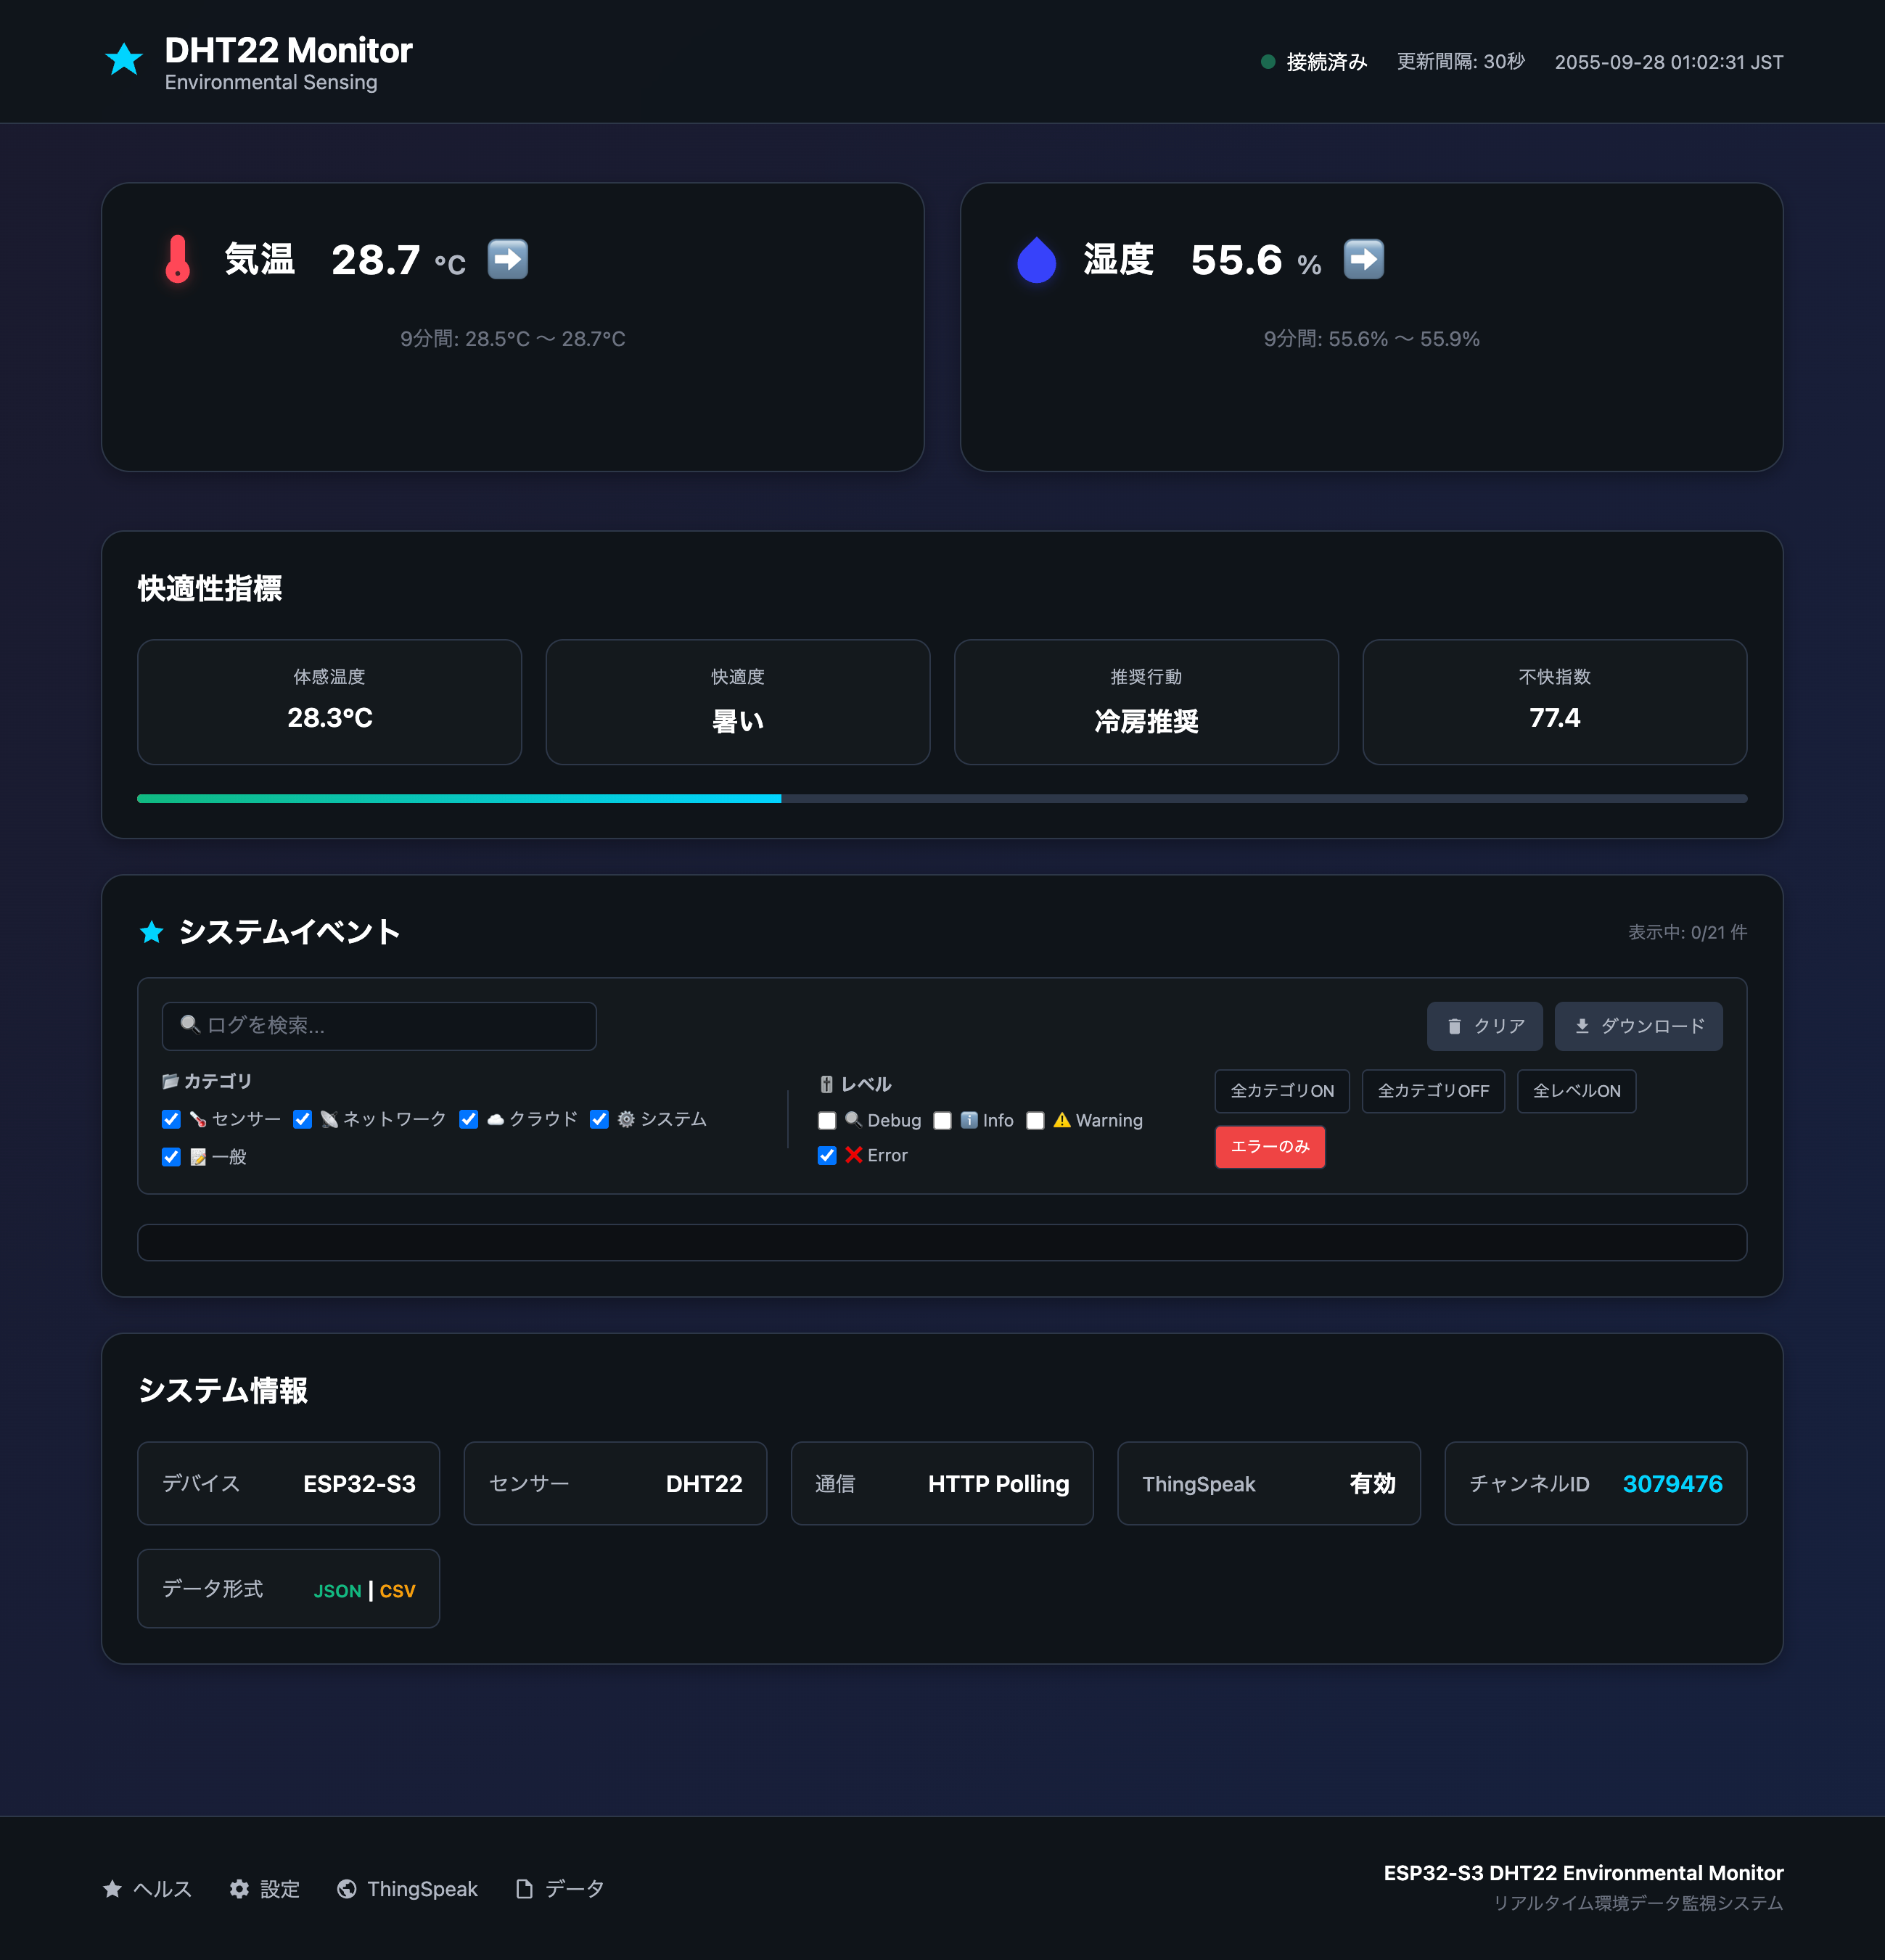 DHT22 Monitor
Environmental Sensing
接続済み 更新間隔: 30秒 2055-09-28 01:02:31 JST
気温 28.7 °C ➡️
9分間: 28.5°C ～ 28.7°C
湿度 55.6 % ➡️
9分間: 55.6% ～ 55.9%
快適性指標
体感温度
28.3°C
快適度
暑い
推奨行動
冷房推奨
不快指数
77.4
システムイベント
表示中: 0/21 件
🔍 ログを検索...
クリア
ダウンロード
📂 カテゴリ
🌡️ センサー 📡 ネットワーク ☁️ クラウド ⚙️ システム
📝 一般
🎚️ レベル
🔍 Debug ℹ️ Info ⚠️ Warning
❌ Error
全カテゴリON 全カテゴリOFF 全レベルON
エラーのみ
システム情報
デバイス ESP32-S3
センサー DHT22
通信 HTTP Polling
ThingSpeak 有効
チャンネルID 3079476
データ形式 JSON | CSV
ヘルス 設定 ThingSpeak データ
ESP32-S3 DHT22 Environmental Monitor
リアルタイム環境データ監視システム